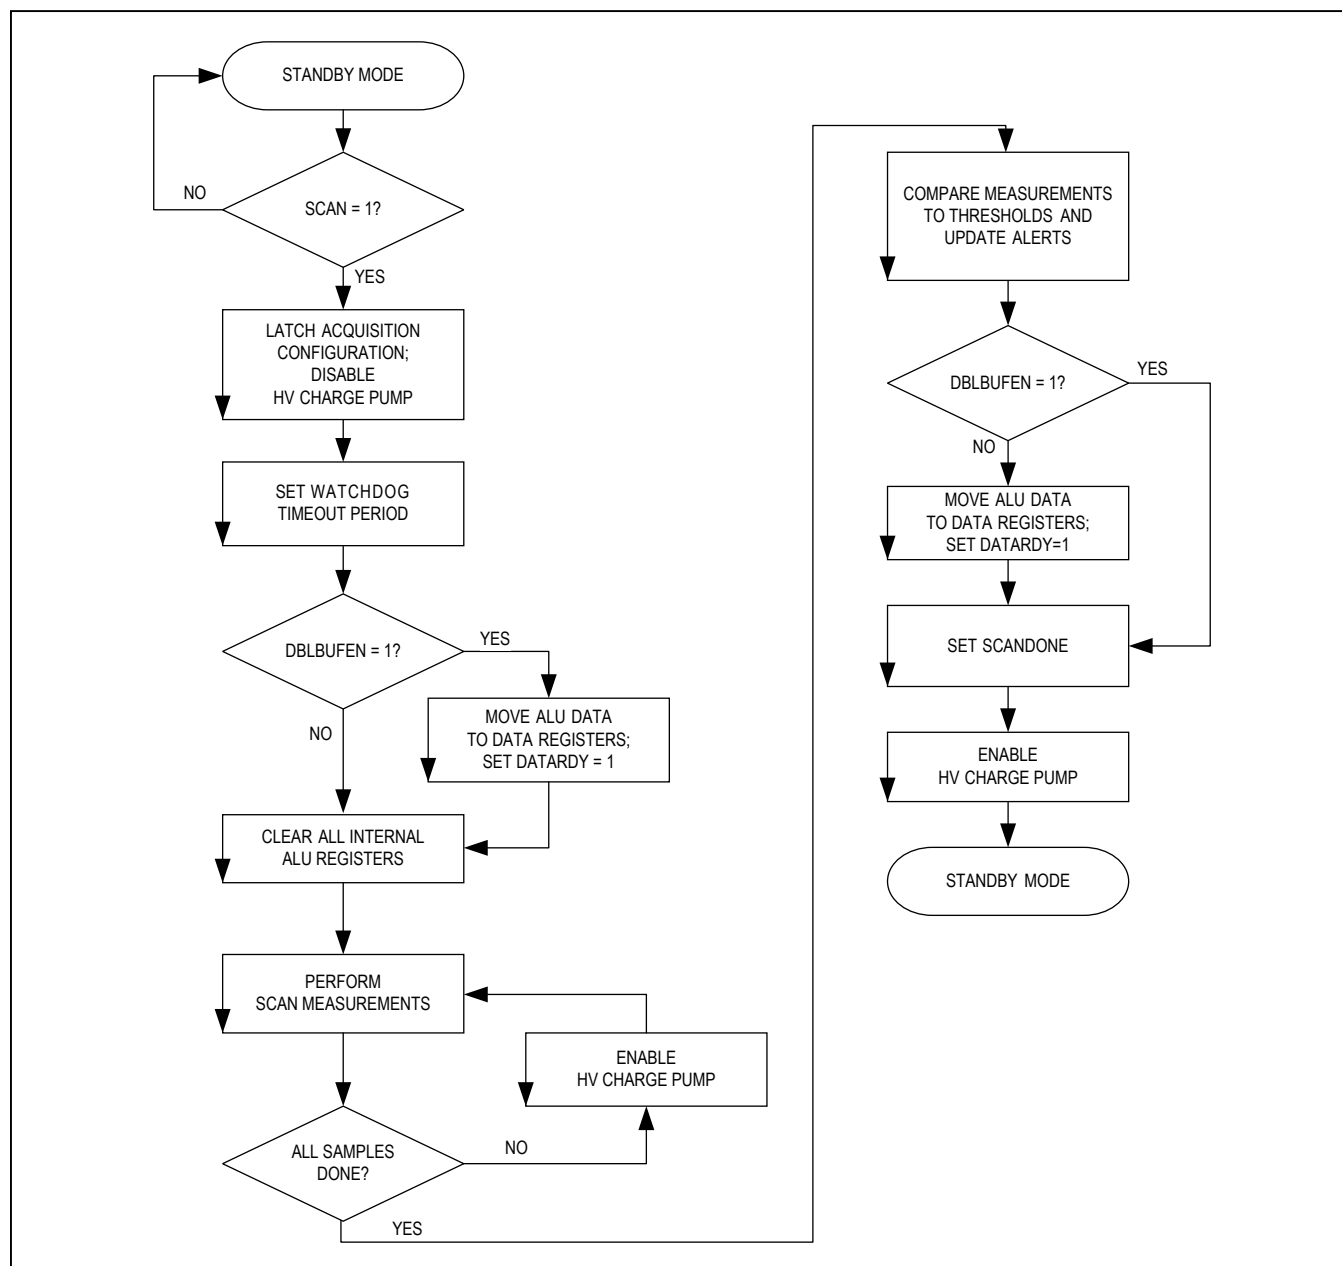 STANDBY MODE
NO
SCAN = 1?
YES
LATCH ACQUISITION
CONFIGURATION;
DISABLE
HV CHARGE PUMP
SET WATCHDOG
TIMEOUT PERIOD
DBLBUFEN = 1?
YES
NO
MOVE ALU DATA
TO DATA REGISTERS;
SET DATARDY = 1
CLEAR ALL INTERNAL
ALU REGISTERS
PERFORM
SCAN MEASUREMENTS
ENABLE
HV CHARGE PUMP
ALL SAMPLES
DONE?
NO
YES
COMPARE MEASUREMENTS
TO THRESHOLDS AND
UPDATE ALERTS
DBLBUFEN = 1?
YES
NO
MOVE ALU DATA
TO DATA REGISTERS;
SET DATARDY=1
SET SCANDONE
ENABLE
HV CHARGE PUMP
STANDBY MODE